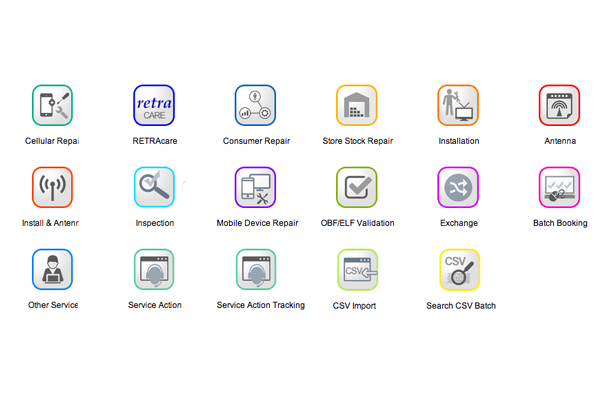 retra
CARE
Cellular Repai
RETRAcare
Consumer Repair
Store Stock Repair
Installation
Antenna
Install & Antenn
Inspection
Mobile Device Repair
OBF/ELF Validation
Exchange
Batch Booking
CSV
CSV
Other Service
Service Action
Service Action Tracking
CSV Import
Search CSV Batch